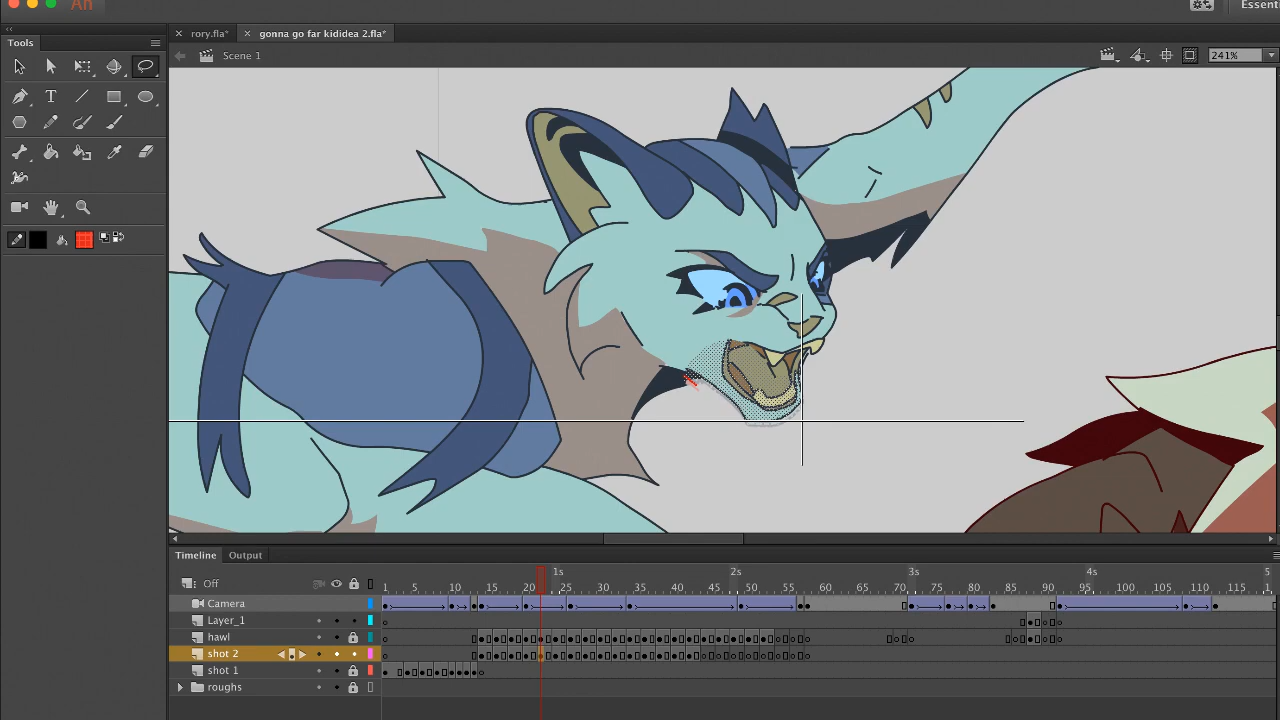 An
Essenti
Tools
rory.fla*
gonna go far kididea 2.fla*
Scene 1
241%
T
Timeline
Output
1s
2s
3s
4s
5
Off
1 5 10 15 20 25 30 35 40 45 50 55 60 65 70 75 80 85 90 95 100 105 110 115 120
Camera
Layer_1
hawl
shot 2
shot 1
roughs